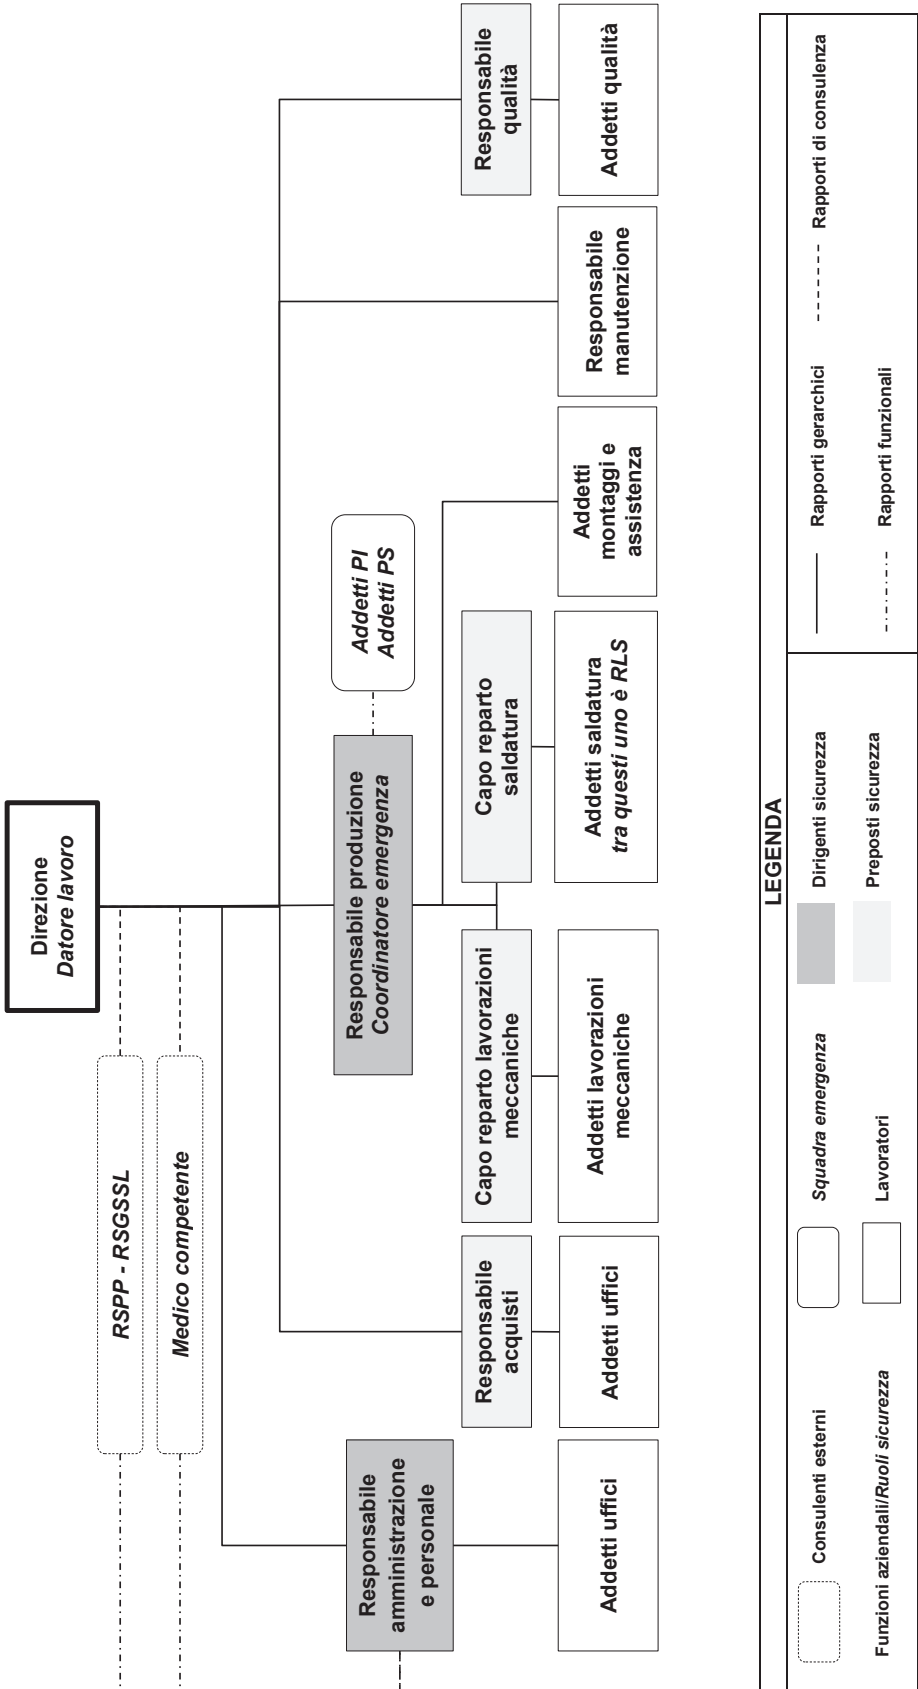 Direzione
Datore lavoro
RSPP - RSGSSL
Medico competente
Responsabile
amministrazione
e personale
Responsabile produzione
Coordinatore emergenza
Addetti PI
Addetti PS
Responsabile
acquisti
Capo reparto lavorazioni
meccaniche
Capo reparto
saldatura
Responsabile
qualità
Addetti uffici
Addetti uffici
Addetti lavorazioni
meccaniche
Addetti saldatura
tra questi uno è RLS
Addetti
montaggi e
assistenza
Responsabile
manutenzione
Addetti qualità
LEGENDA
Consulenti esterni
Squadra emergenza
Dirigenti sicurezza
Rapporti gerarchici
Rapporti di consulenza
Funzioni aziendali/Ruoli sicurezza
Lavoratori
Preposti sicurezza
Rapporti funzionali